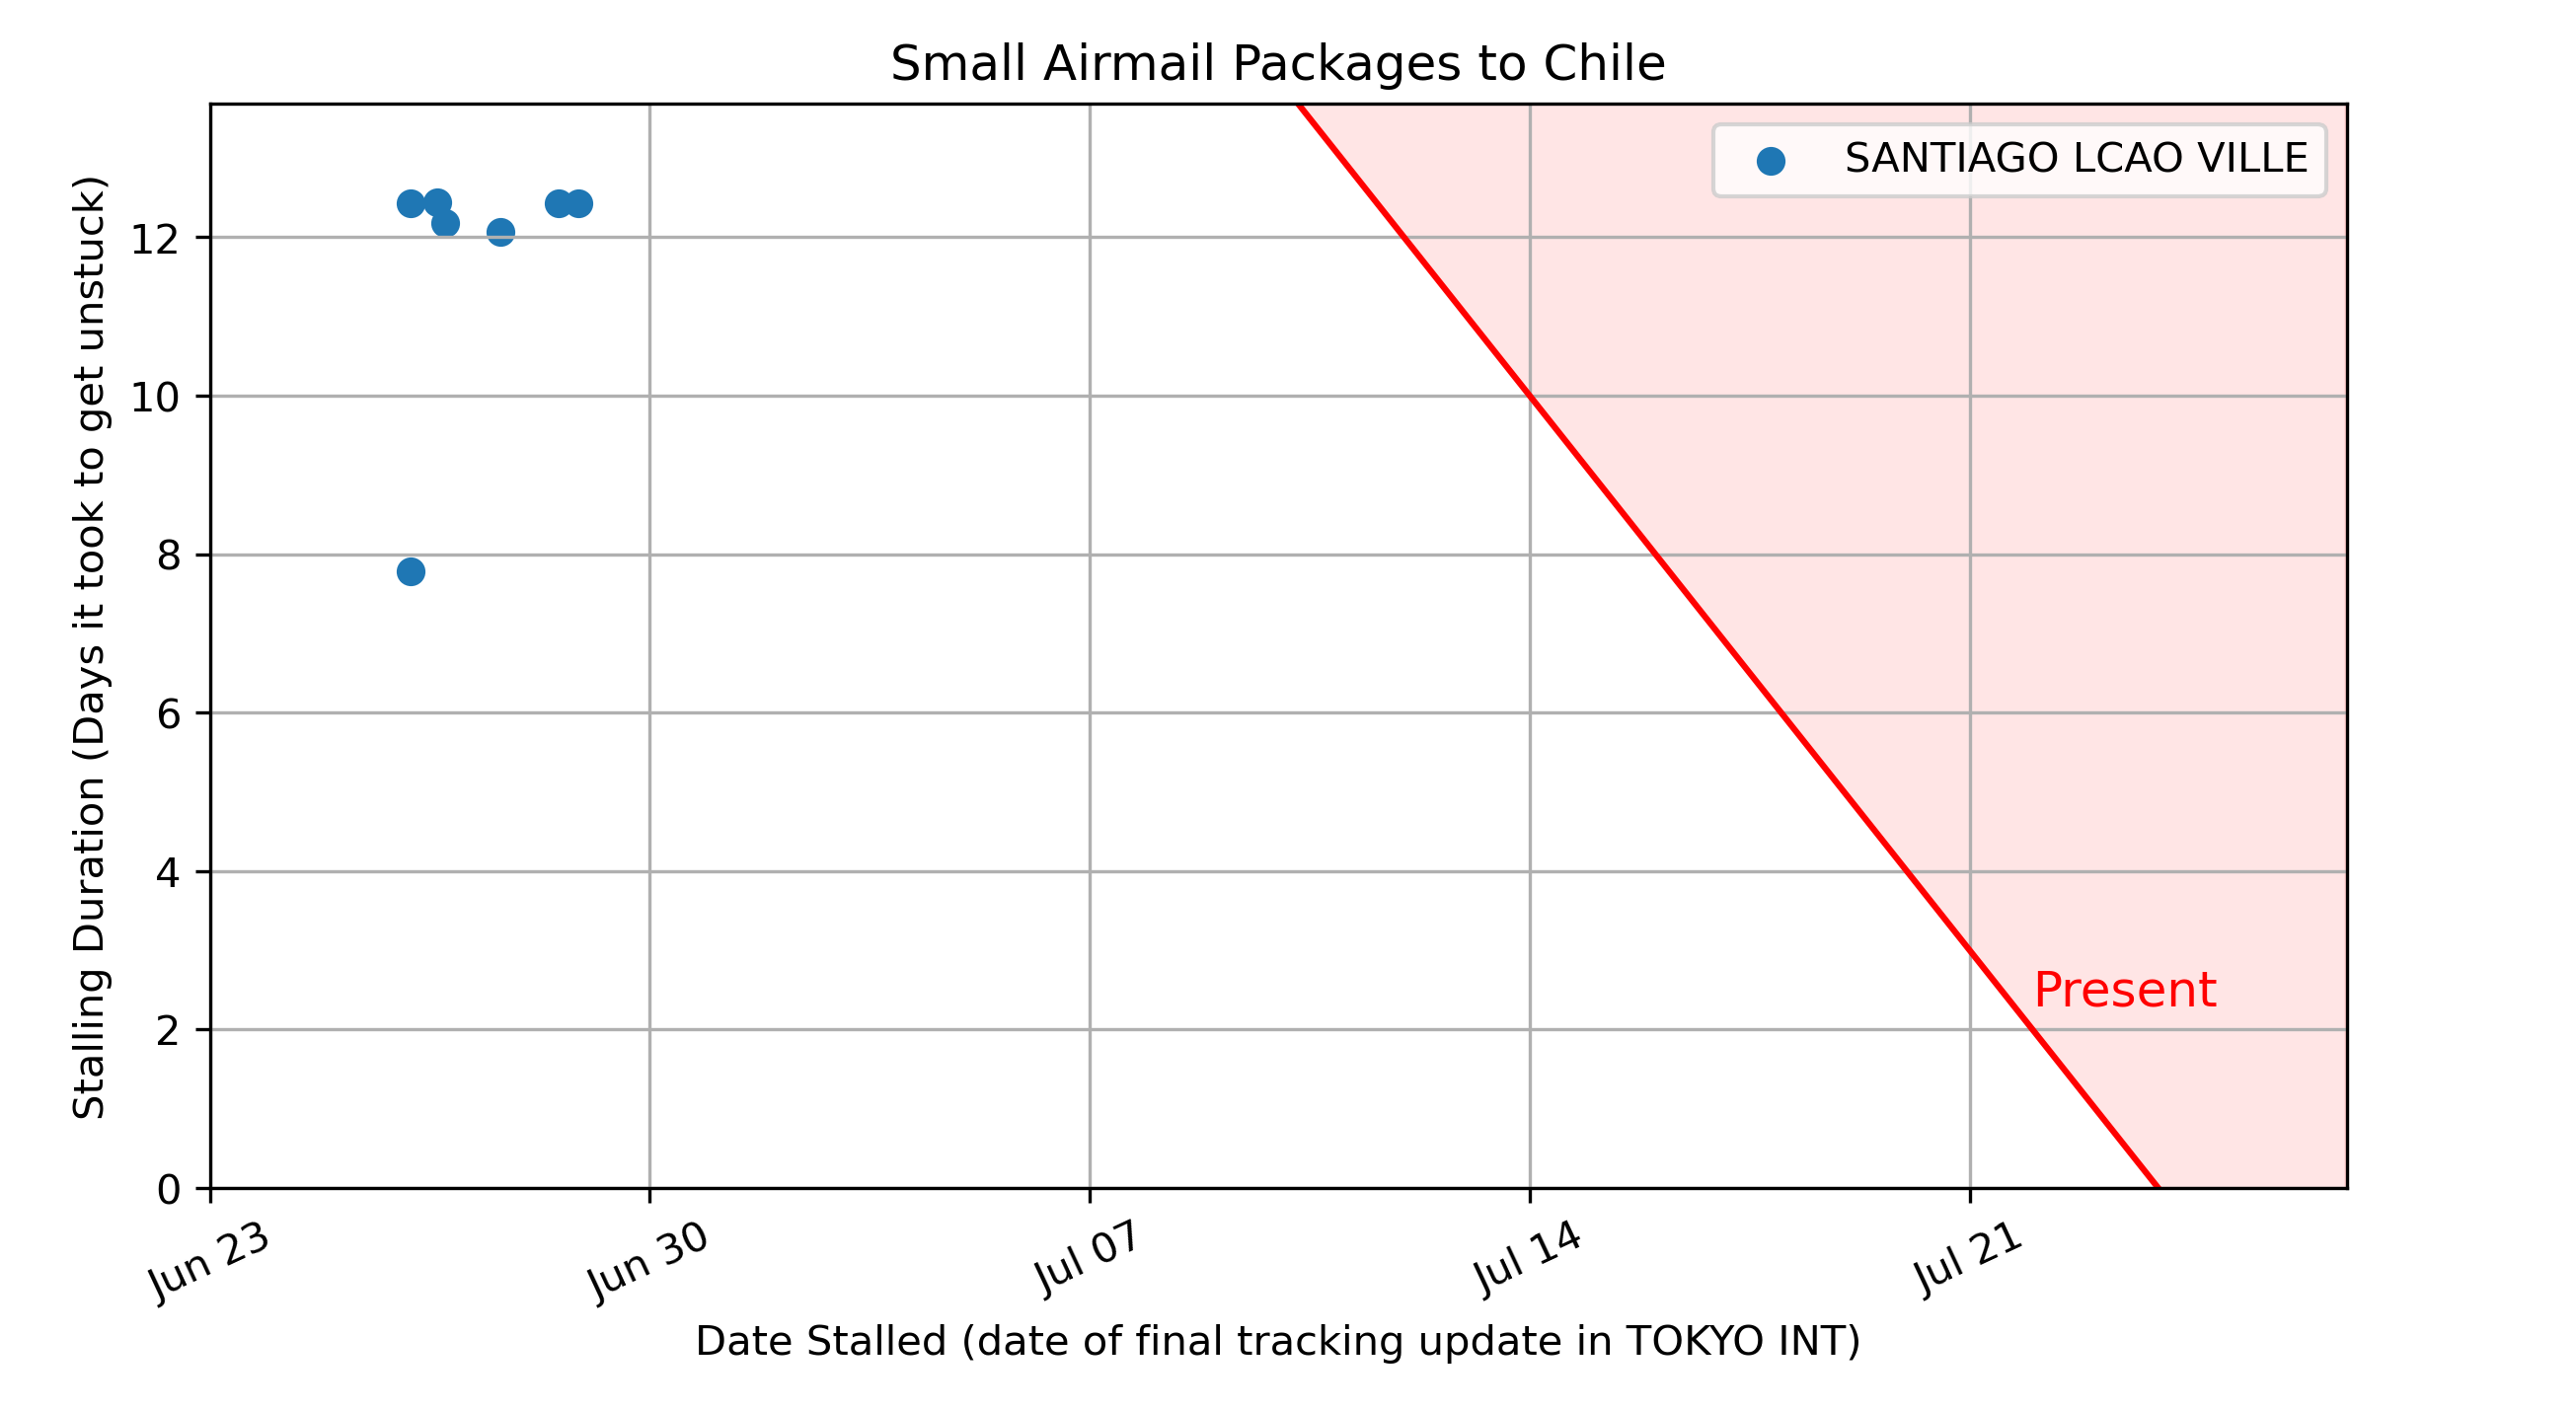 Small Airmail Packages to Chile
SANTIAGO LCAO VILLE
Stalling Duration (Days it took to get unstuck)
12
10
8
6
4
2
0
Present
Jun 23
Jun 30
Jul 07
Jul 14
Jul 21
Date Stalled (date of final tracking update in TOKYO INT)